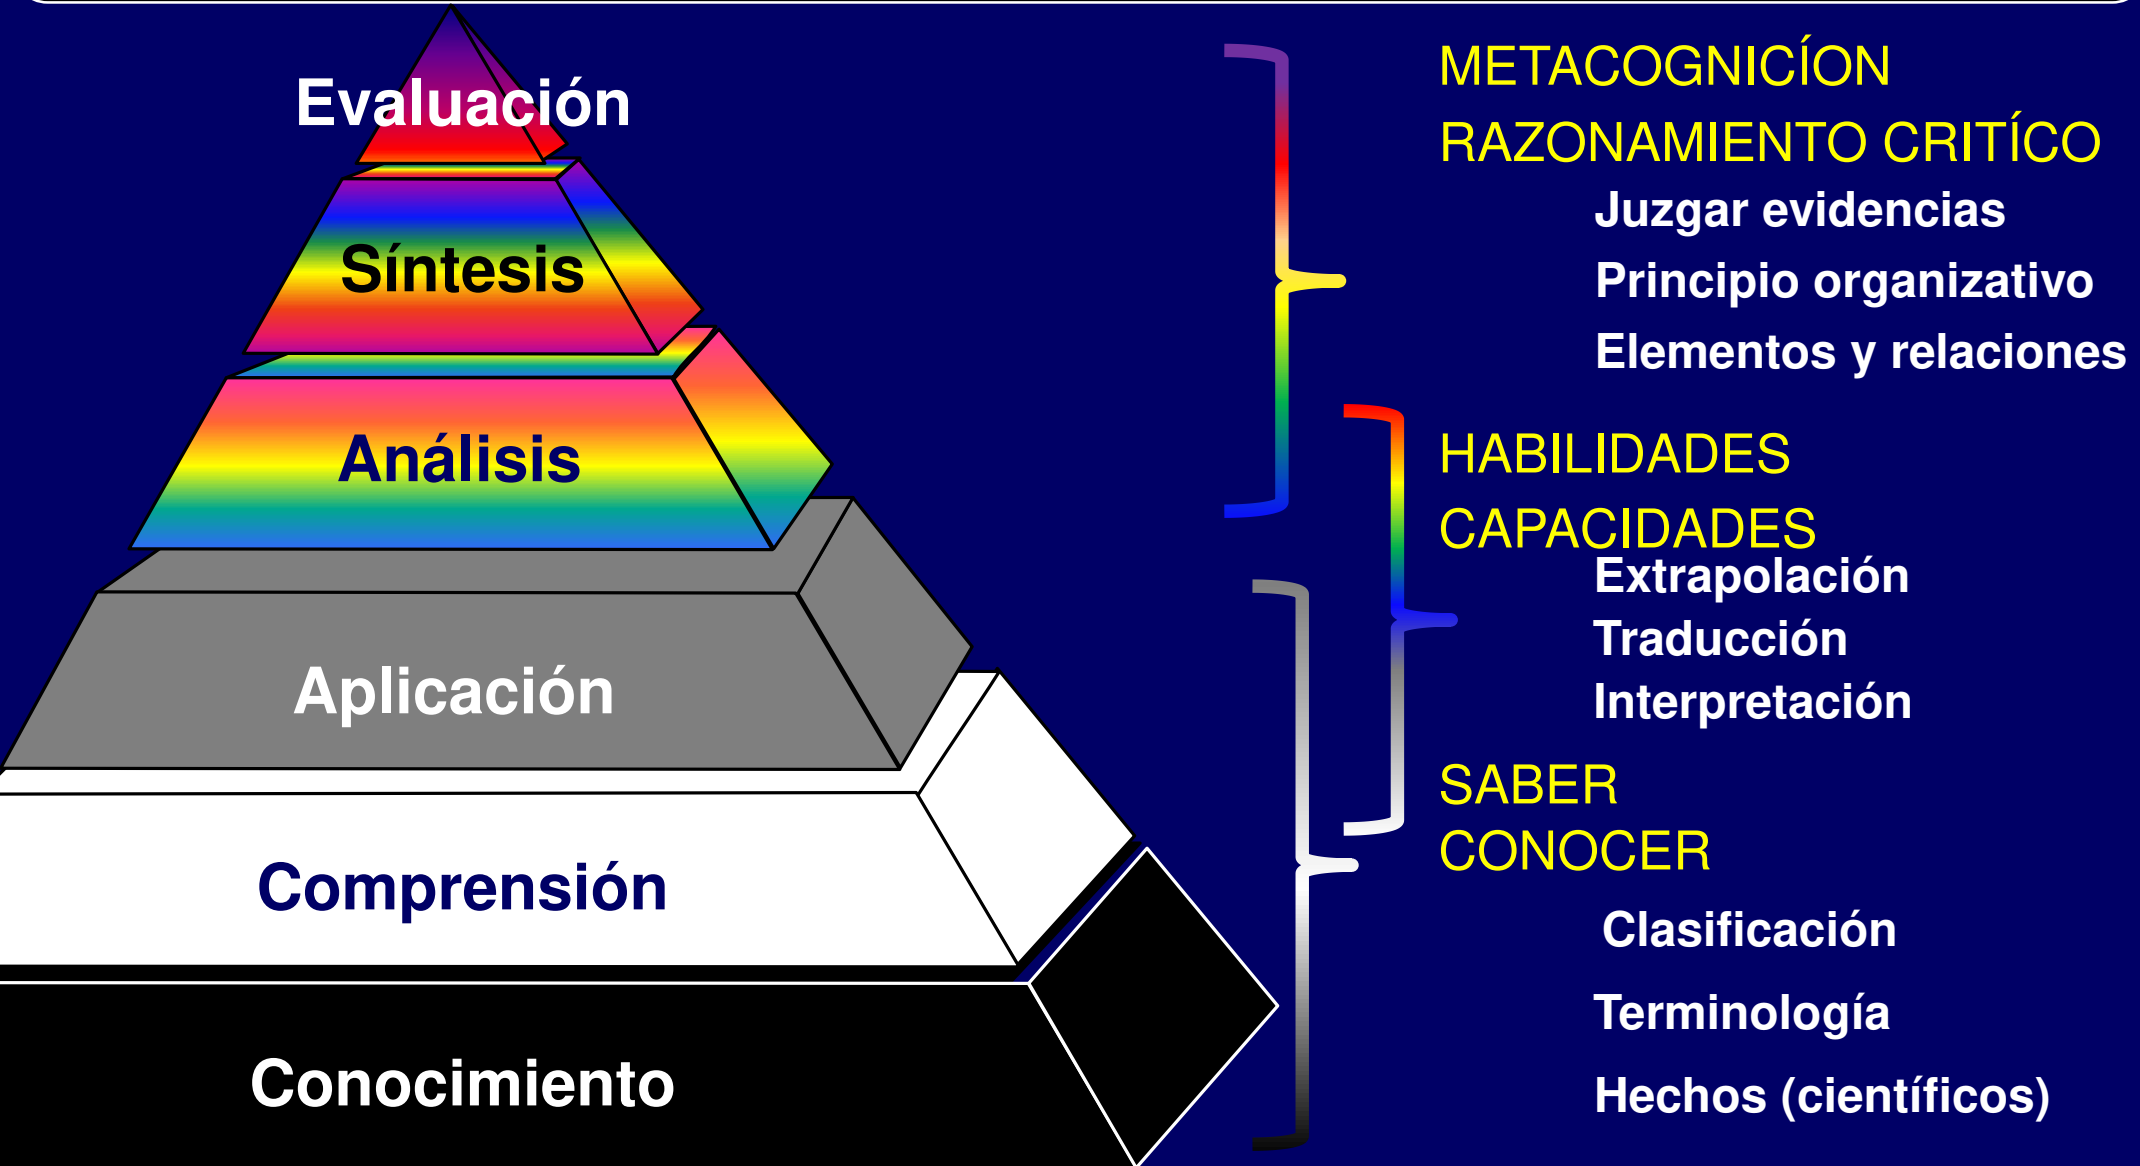 Evaluación
Síntesis
Análisis
Aplicación
Comprensión
Conocimiento
METACOGNICÍON
RAZONAMIENTO CRITÍCO
Juzgar evidencias
Principio organizativo
Elementos y relaciones
HABILIDADES
CAPACIDADES
Extrapolación
Traducción
Interpretación
SABER
CONOCER
Clasificación
Terminología
Hechos (científicos)